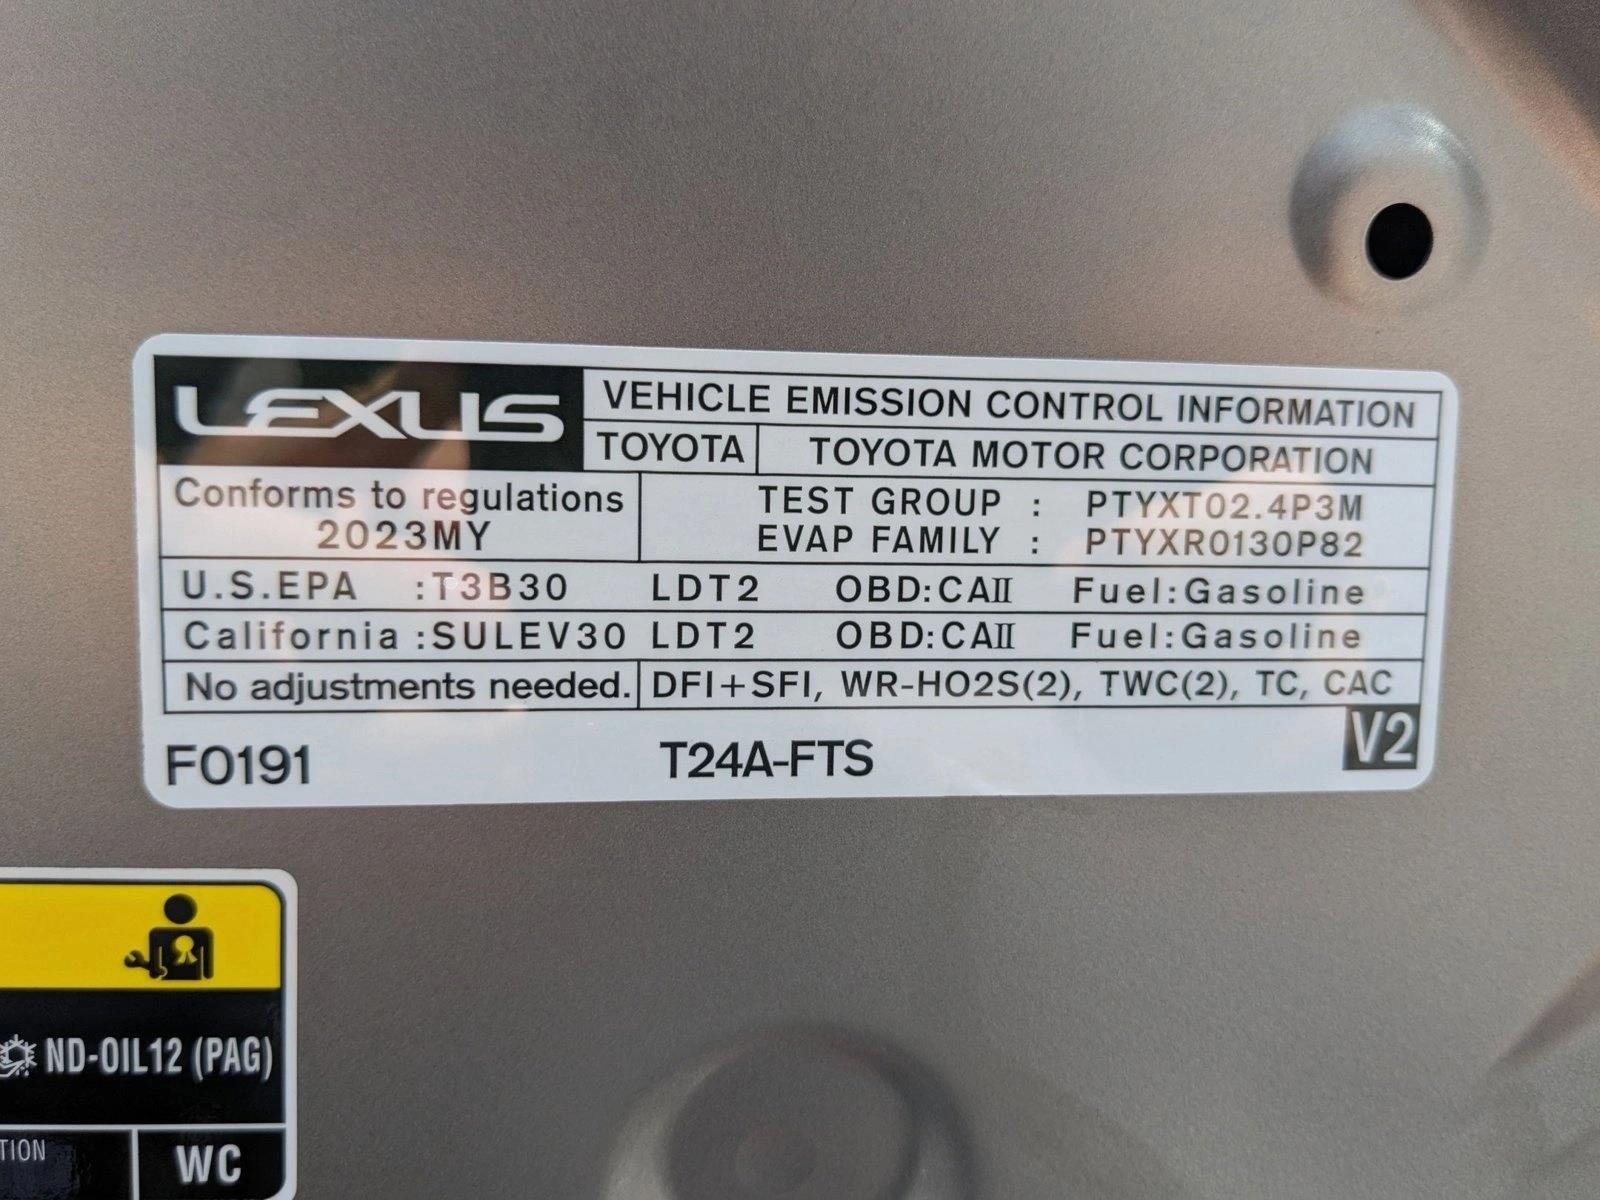 LEXUS VEHICLE EMISSION CONTROL INFORMATION
TOYOTA TOYOTA MOTOR CORPORATION
Conforms to regulations TEST GROUP : PTYXT02.4P3M
2023MY EVAP FAMILY : PTYXR0130P82
U.S.EPA :T3B30 LDT2 OBD:CAII Fuel:Gasoline
California :SULEV30 LDT2 OBD:CAII Fuel:Gasoline
No adjustments needed. DFI+SFI, WR-HO2S(2), TWC(2), TC, CAC
F0191 T24A-FTS V2
ND-OIL12 (PAG)
TION WC